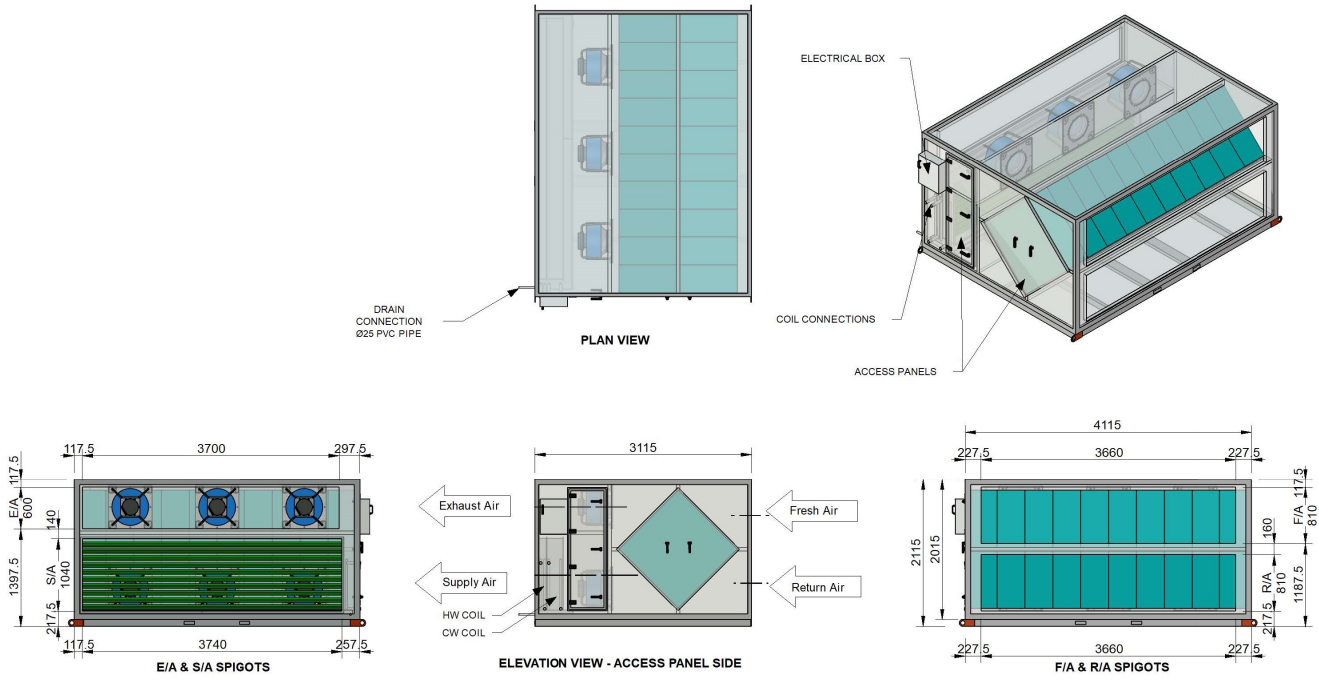 ELECTRICAL BOX
DRAIN
CONNECTION
Ø25 PVC PIPE
PLAN VIEW
COIL CONNECTIONS
ACCESS PANELS
117.5
3700
297.5
117.5
E/A
600
140
S/A
1040
1397.5
217.5
117.5
3740
257.5
E/A & S/A SPIGOTS
3115
Exhaust Air
Fresh Air
Supply Air
Return Air
HW COIL
CW COIL
ELEVATION VIEW - ACCESS PANEL SIDE
4115
227.5
3660
227.5
117.5
F/A
810
160
R/A
810
1187.5
217.5
2115
2015
227.5
3660
227.5
F/A & R/A SPIGOTS